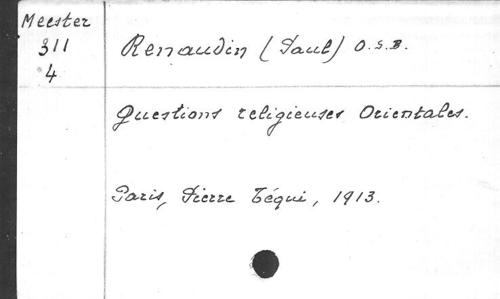 Meester
311
4
Renaudin (Paul) O.S.B.
Questions religieuses Orientales.
Paris, Pierre Téqui, 1913.